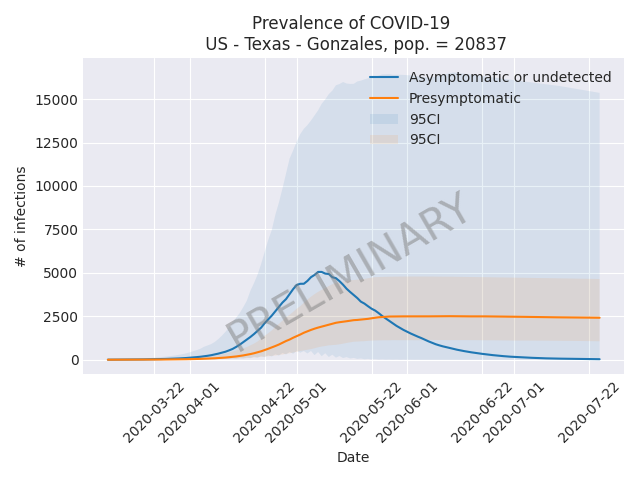 Prevalence of COVID-19
US - Texas - Gonzales, pop. = 20837
Asymptomatic or undetected
Presymptomatic
95CI
95CI
15000
12500
10000
7500
5000
2500
0
# of infections
PRELIMINARY
2020-03-22
2020-04-01
2020-04-22
2020-05-01
2020-05-22
2020-06-01
2020-06-22
2020-07-01
2020-07-22
Date